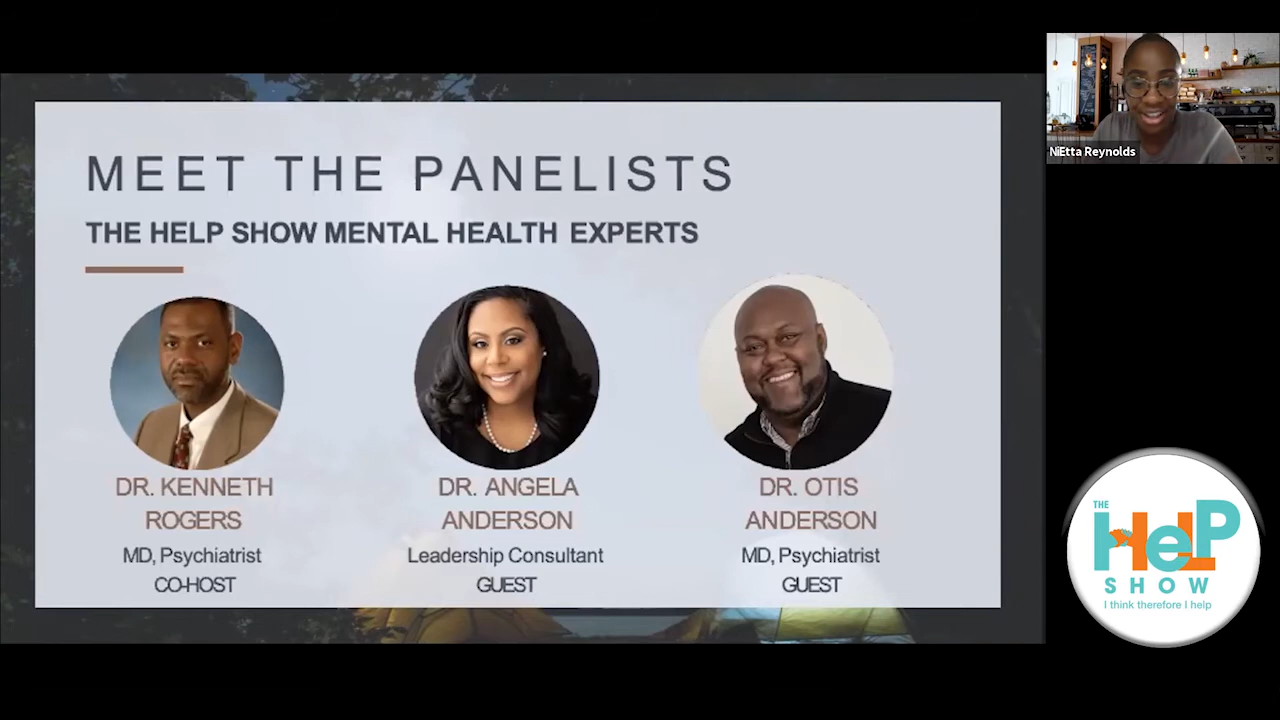 MEET THE PANELISTS
THE HELP SHOW MENTAL HEALTH EXPERTS
DR. KENNETH
ROGERS
MD, Psychiatrist
CO-HOST
DR. ANGELA
ANDERSON
Leadership Consultant
GUEST
DR. OTIS
ANDERSON
MD, Psychiatrist
GUEST
NiEtta Reynolds
THE
HeLP
SHOW
I think therefore I help